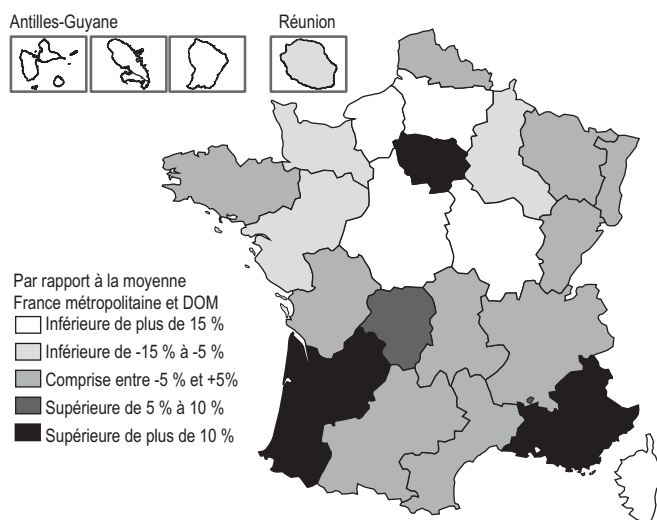 Antilles-Guyane
Réunion
Par rapport à la moyenne
France métropolitaine et DOM
Inférieure de plus de 15 %
Inférieure de -15 % à -5 %
Comprise entre -5 % et +5%
Supérieure de 5 % à 10 %
Supérieure de plus de 10 %